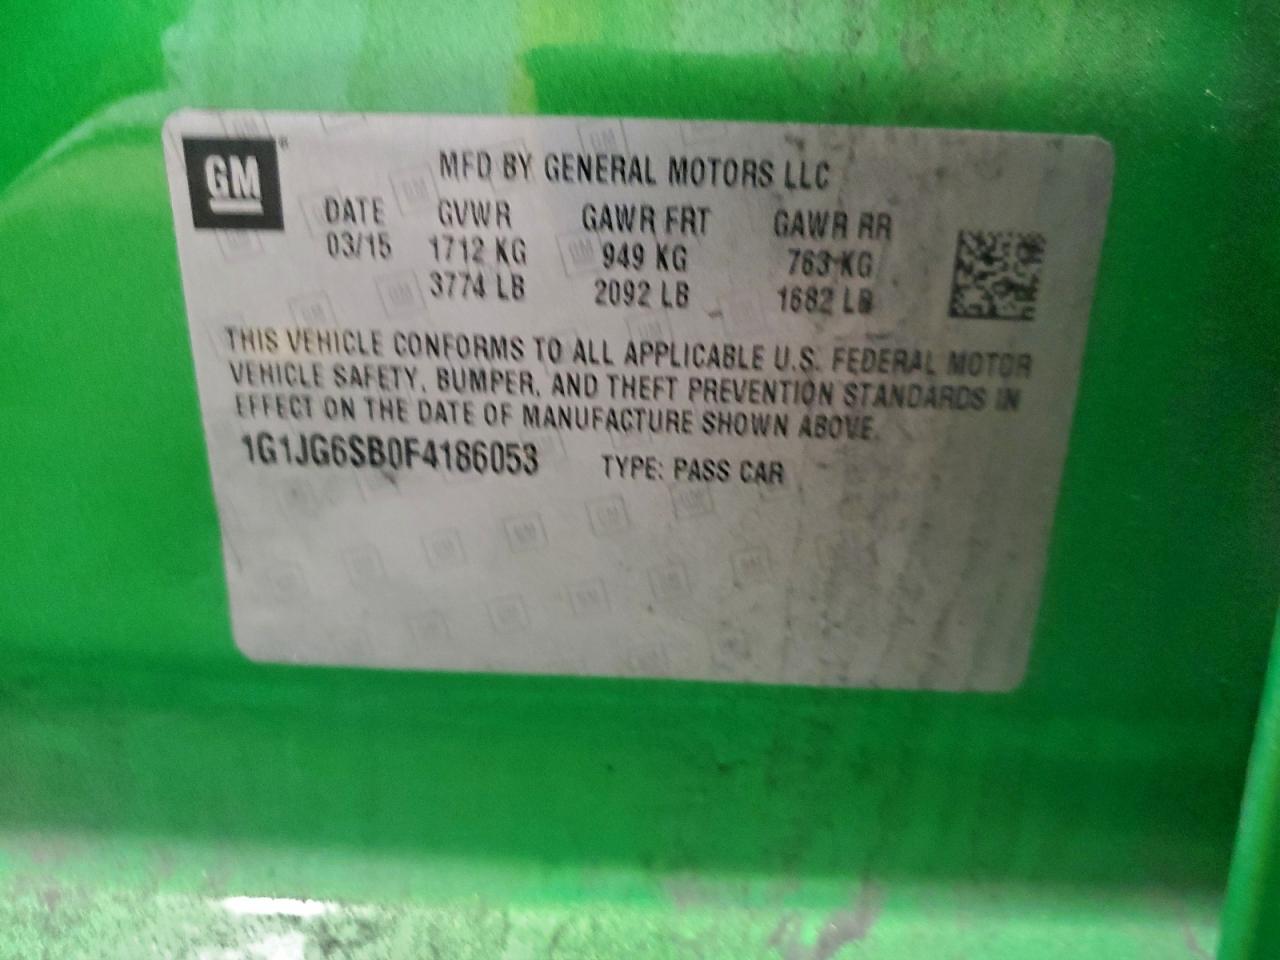 GM
MFD BY GENERAL MOTORS LLC
DATE GVWR GAWR FRT GAWR RR
03/15 1712 KG 949 KG 763 KG
3774 LB 2092 LB 1682 LB
THIS VEHICLE CONFORMS TO ALL APPLICABLE U.S. FEDERAL MOTOR
VEHICLE SAFETY, BUMPER, AND THEFT PREVENTION STANDARDS IN
EFFECT ON THE DATE OF MANUFACTURE SHOWN ABOVE.
1G1JG6SB0F4186053 TYPE: PASS CAR